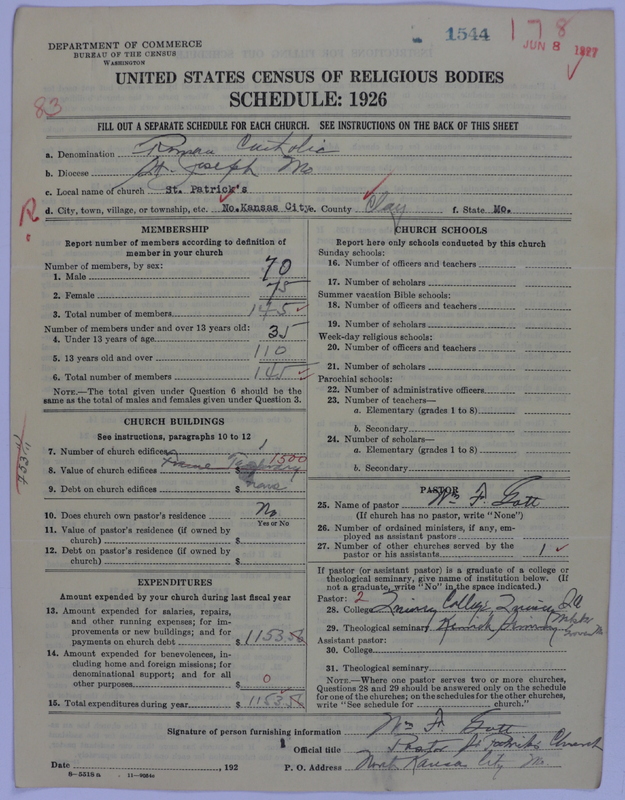 1544
178
JUN 8 1927
DEPARTMENT OF COMMERCE
BUREAU OF THE CENSUS
WASHINGTON
UNITED STATES CENSUS OF RELIGIOUS BODIES
SCHEDULE: 1926
83
FILL OUT A SEPARATE SCHEDULE FOR EACH CHURCH. SEE INSTRUCTIONS ON THE BACK OF THIS SHEET
a. Denomination Roman Catholic
b. Diocese St. Joseph Mo
c. Local name of church St. Patrick's
R. d. City, town, village, or township, etc. No.Kansas City e. County Clay f. State Mo.
MEMBERSHIP
Report number of members according to definition of
member in your church
Number of members, by sex:
1. Male 70
2. Female 75
3. Total number of members 145
Number of members under and over 13 years old:
4. Under 13 years of age 35
5. 13 years old and over 110
6. Total number of members 145
NOTE.—The total given under Question 6 should be
same as the total of males and females given under Question 3.
CHURCH BUILDINGS
See instructions, paragraphs 10 to 12
7. Number of church edifices 1
8. Value of church edifices Frame $ 1500
9. Debt on church edifices $ none
10. Does church own pastor's residence No
Yes or No
11. Value of pastor's residence (if owned by
church) $
12. Debt on pastor's residence (if owned by
church) $
EXPENDITURES
Amount expended by your church during last fiscal year
13. Amount expended for salaries, repairs,
and other running expenses; for im-
provements or new buildings; and for
payments on church debt $ 1153.58
14. Amount expended for benevolences, in-
cluding home and foreign missions; for
denominational support; and for all
other purposes $ 0
15. Total expenditures during year $ 1153.58
CHURCH SCHOOLS
Report here only schools conducted by this church
Sunday schools:
16. Number of officers and teachers
17. Number of scholars
Summer vacation Bible schools:
18. Number of officers and teachers
19. Number of scholars
Week-day religious schools:
20. Number of officers and teachers
21. Number of scholars
Parochial schools:
22. Number of administrative officers
23. Number of teachers—
a. Elementary (grades 1 to 8)
b. Secondary
24. Number of scholars—
a. Elementary (grades 1 to 8)
b. Secondary
PASTOR
25. Name of pastor Wm F. Gott
(If church has no pastor, write "None")
26. Number of ordained ministers, if any, em-
ployed as assistant pastors
27. Number of other churches served by the
pastor or his assistants 1
If pastor (or assistant pastor) is a graduate of a college or
theological seminary, give name of institution below. (If
not a graduate, write "No" in the space indicated.)
Pastor: 2
28. College Quincy College, Quincy
29. Theological seminary Kenrick Seminary Webster Groves Mo
Assistant pastor:
30. College
31. Theological seminary
NOTE.—Where one pastor serves two or more churches,
Questions 28 and 29 should be answered only on the schedule
for one of the churches; on the schedules for the other churches,
write "See schedule for church."
Signature of person furnishing information Wm F. Gott
Official title Pastor St Patrick's Church
Date , 192 P. O. Address North Kansas City Mo.
8—5518a 11—9554c